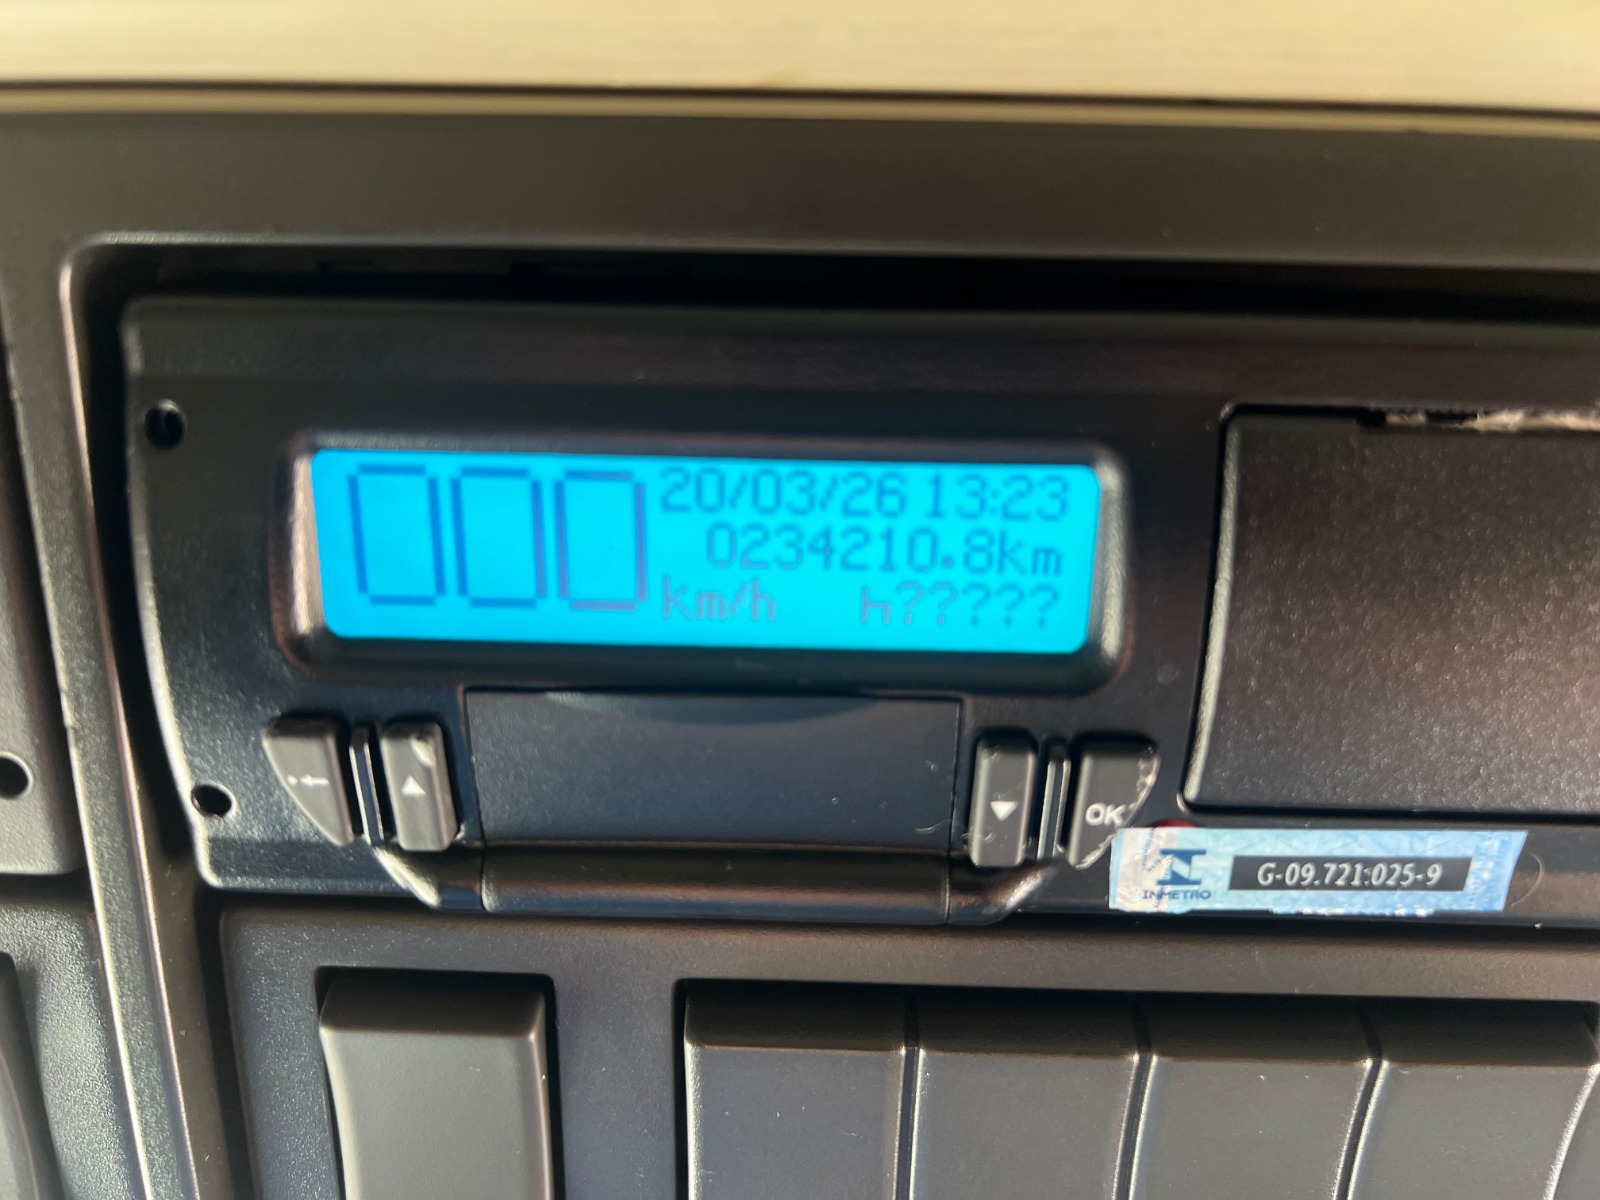 000
20/03/26 13:23
0234210.8km
km/h h?????
OK
INMETRO
G-09.721.025-9